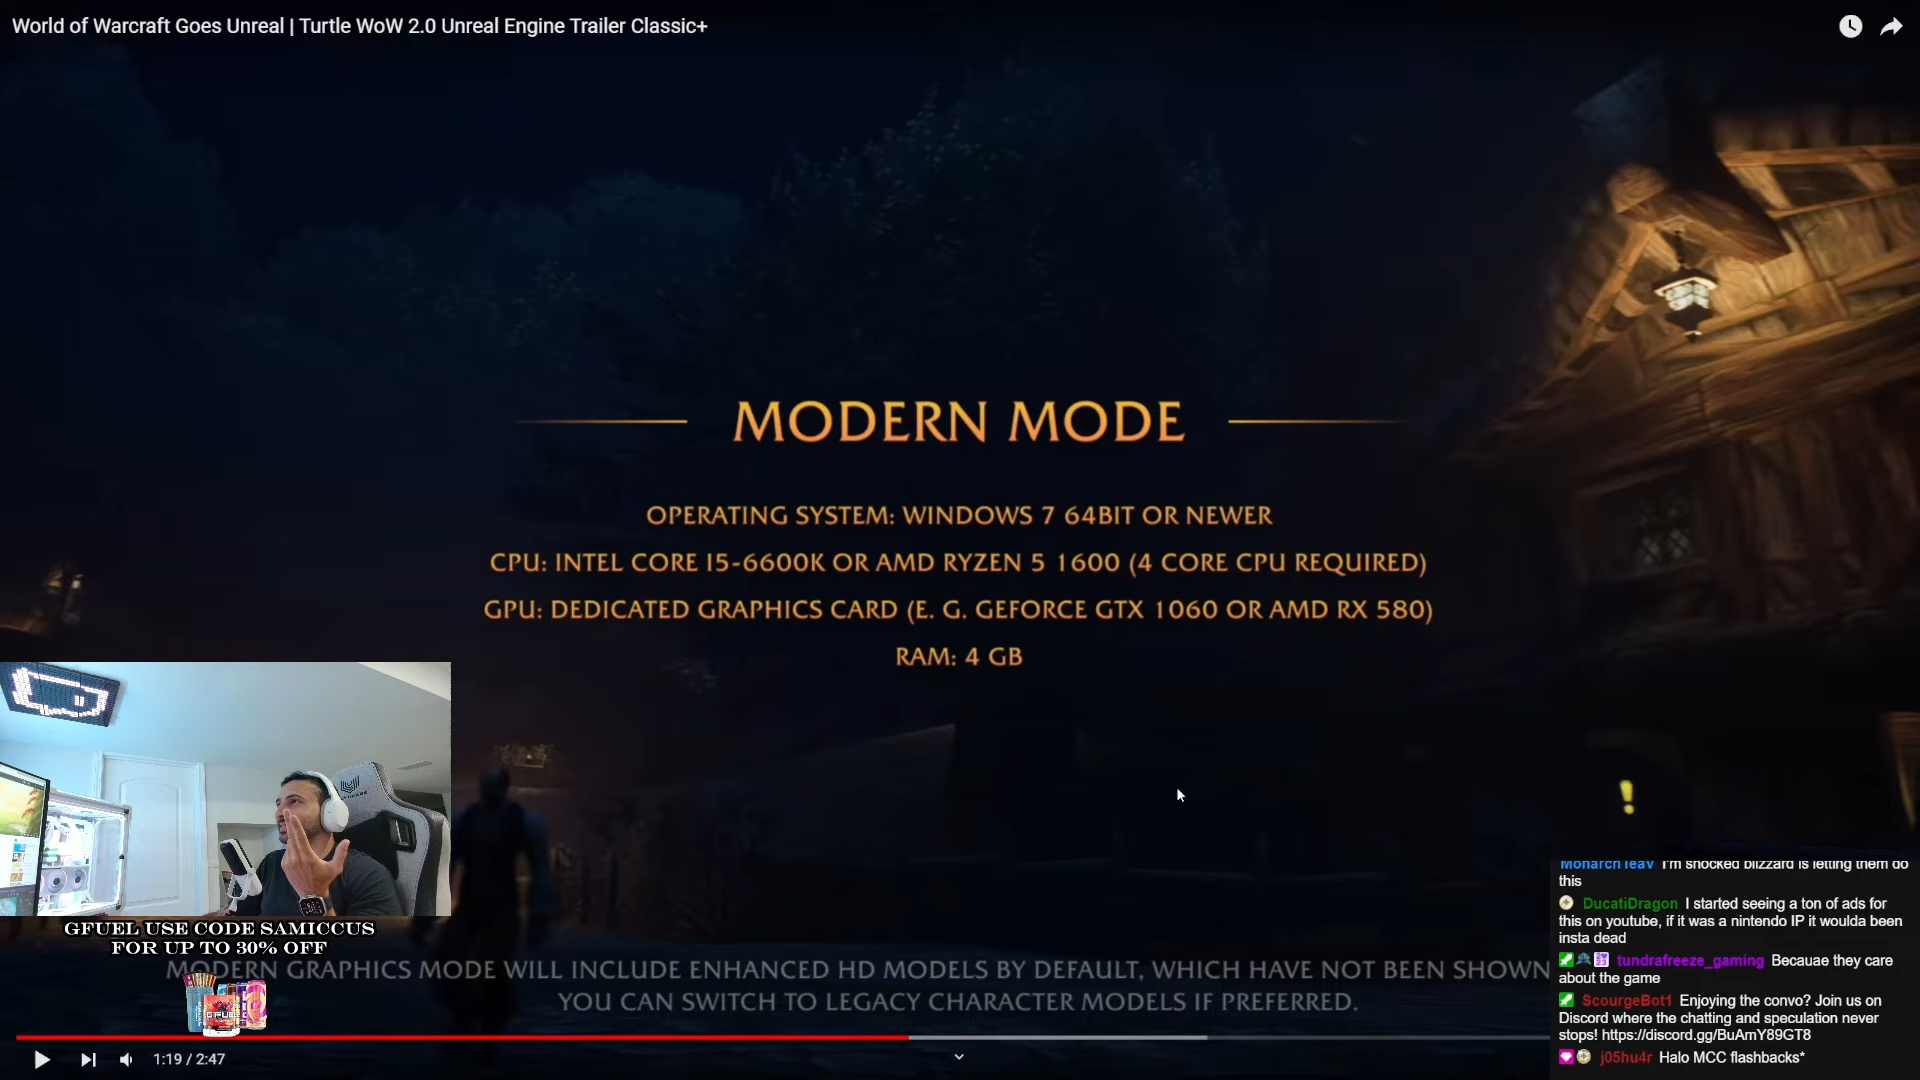 World of Warcraft Goes Unreal | Turtle WoW 2.0 Unreal Engine Trailer Classic+
MODERN MODE
OPERATING SYSTEM: WINDOWS 7 64BIT OR NEWER
CPU: INTEL CORE I5-6600K OR AMD RYZEN 5 1600 (4 CORE CPU REQUIRED)
GPU: DEDICATED GRAPHICS CARD (E. G. GEFORCE GTX 1060 OR AMD RX 580)
RAM: 4 GB
GFUEL USE CODE SAMICCUS
FOR UP TO 30% OFF
G FUEL
MODERN GRAPHICS MODE WILL INCLUDE ENHANCED HD MODELS BY DEFAULT, WHICH HAVE NOT BEEN SHOWN
YOU CAN SWITCH TO LEGACY CHARACTER MODELS IF PREFERRED.
1:19 / 2:47
MonarchTeaV I'm shocked blizzard is letting them do
this
DucatiDragon I started seeing a ton of ads for
this on youtube, if it was a nintendo IP it woulda been
insta dead
tundrafreeze_gaming Becauae they care
about the game
ScourgeBot1 Enjoying the convo? Join us on
Discord where the chatting and speculation never
stops! https://discord.gg/BuAmY89GT8
j05hu4r Halo MCC flashbacks*